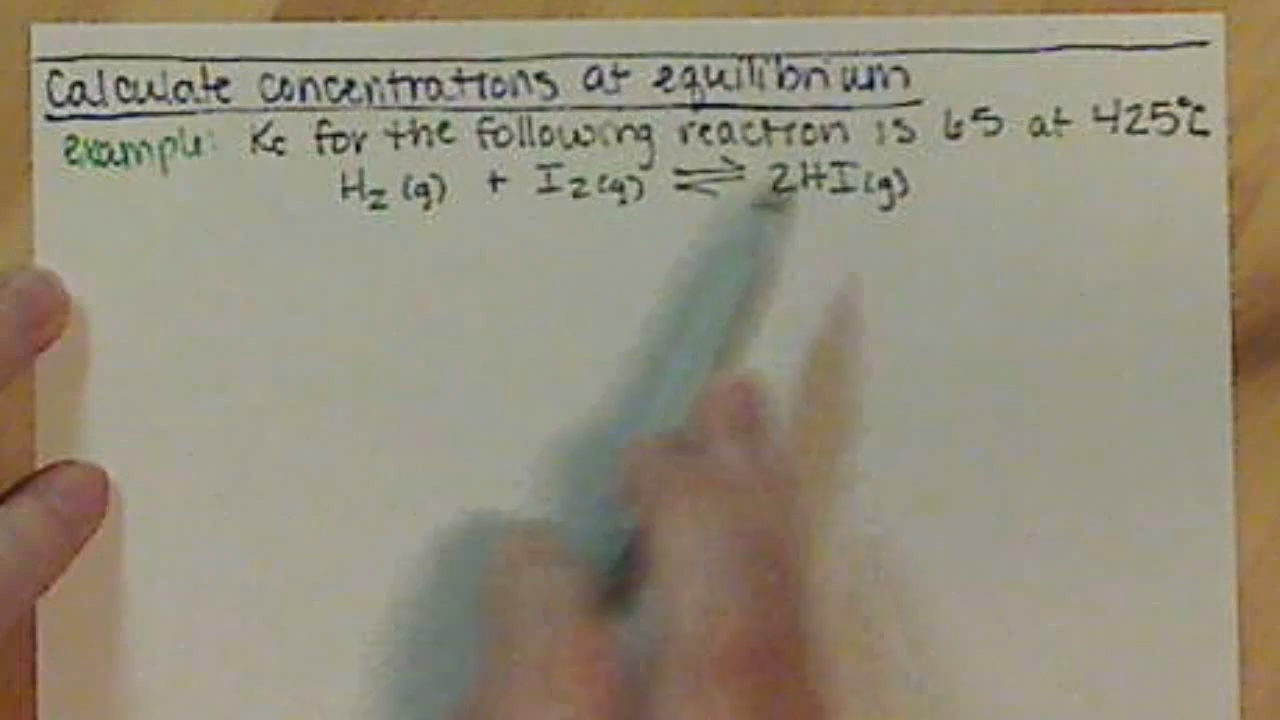 Calculate concentrations at equilibrium
example: Kc for the following reaction is 65 at 425°C
H2(g) + I2(g) ⇌ 2HI(g)